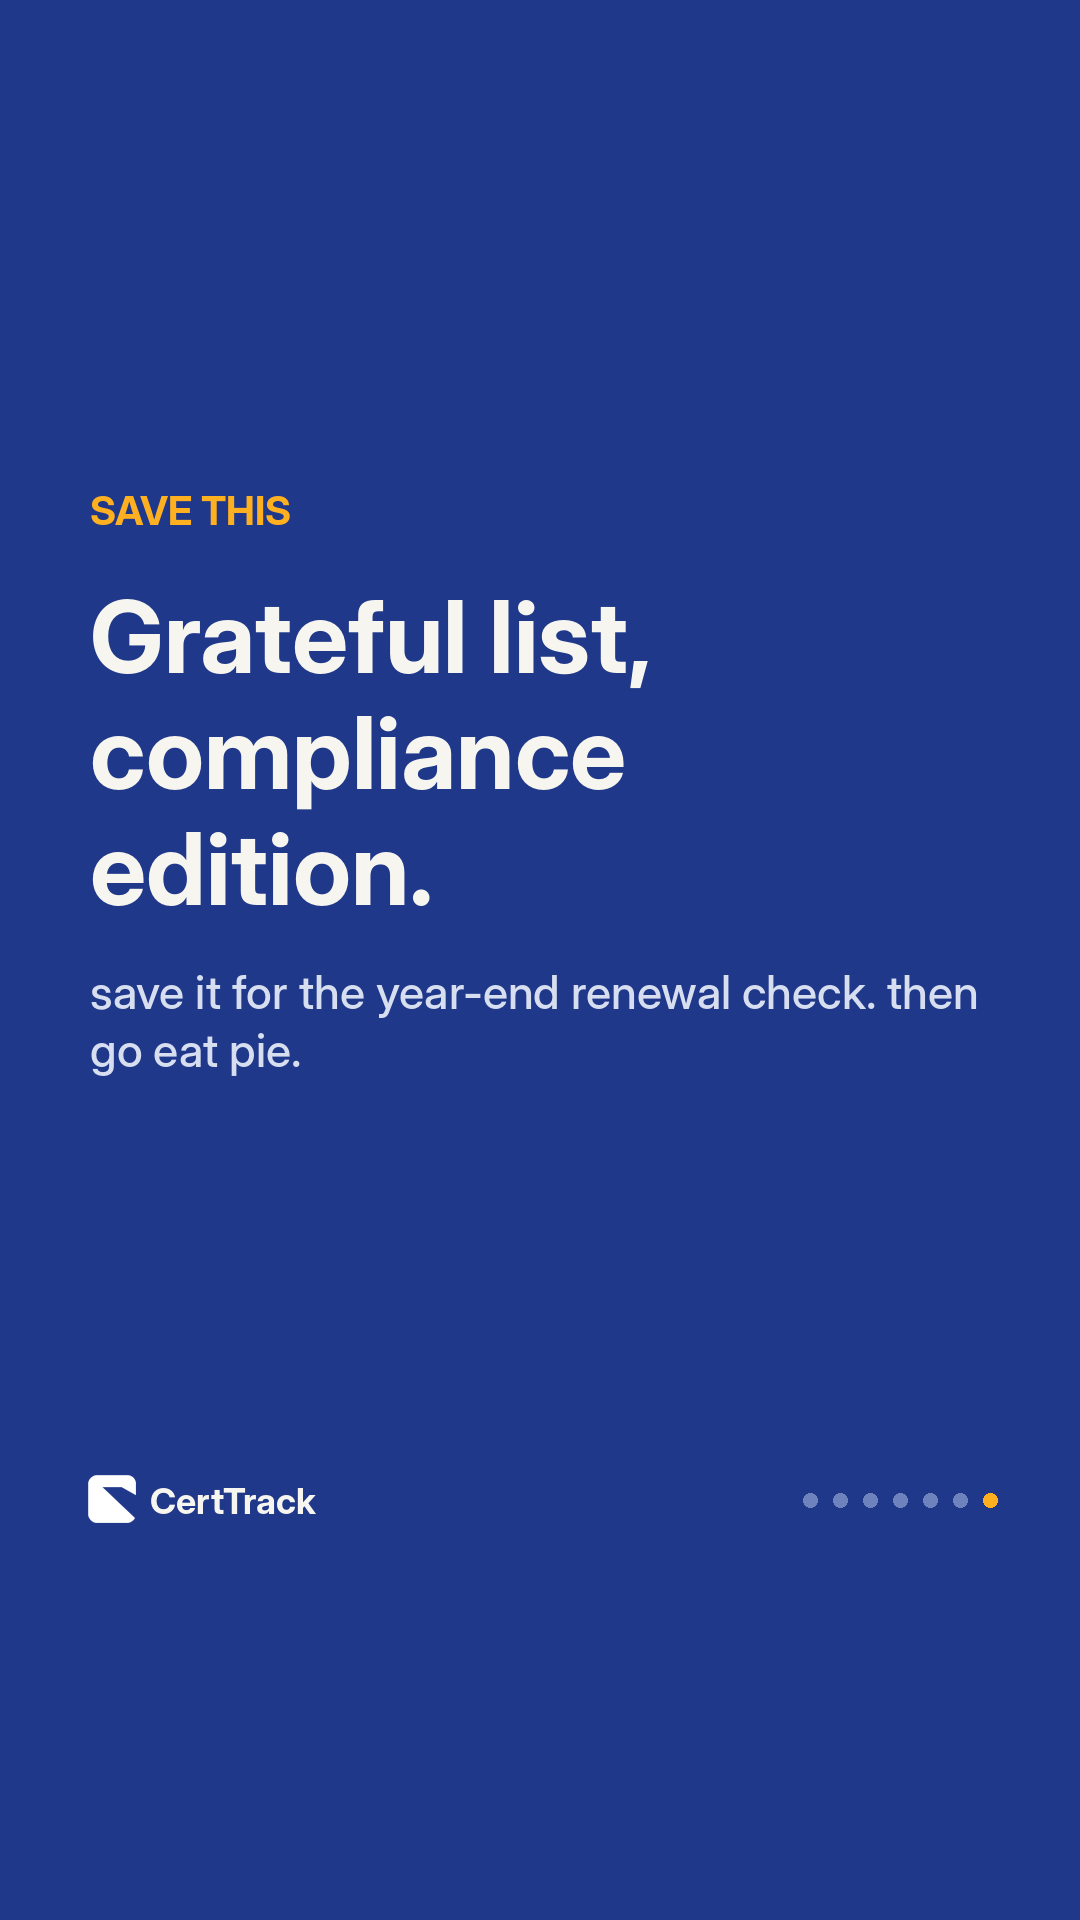 SAVE THIS
Grateful list,
compliance
edition.
save it for the year-end renewal check. then
go eat pie.
CertTrack